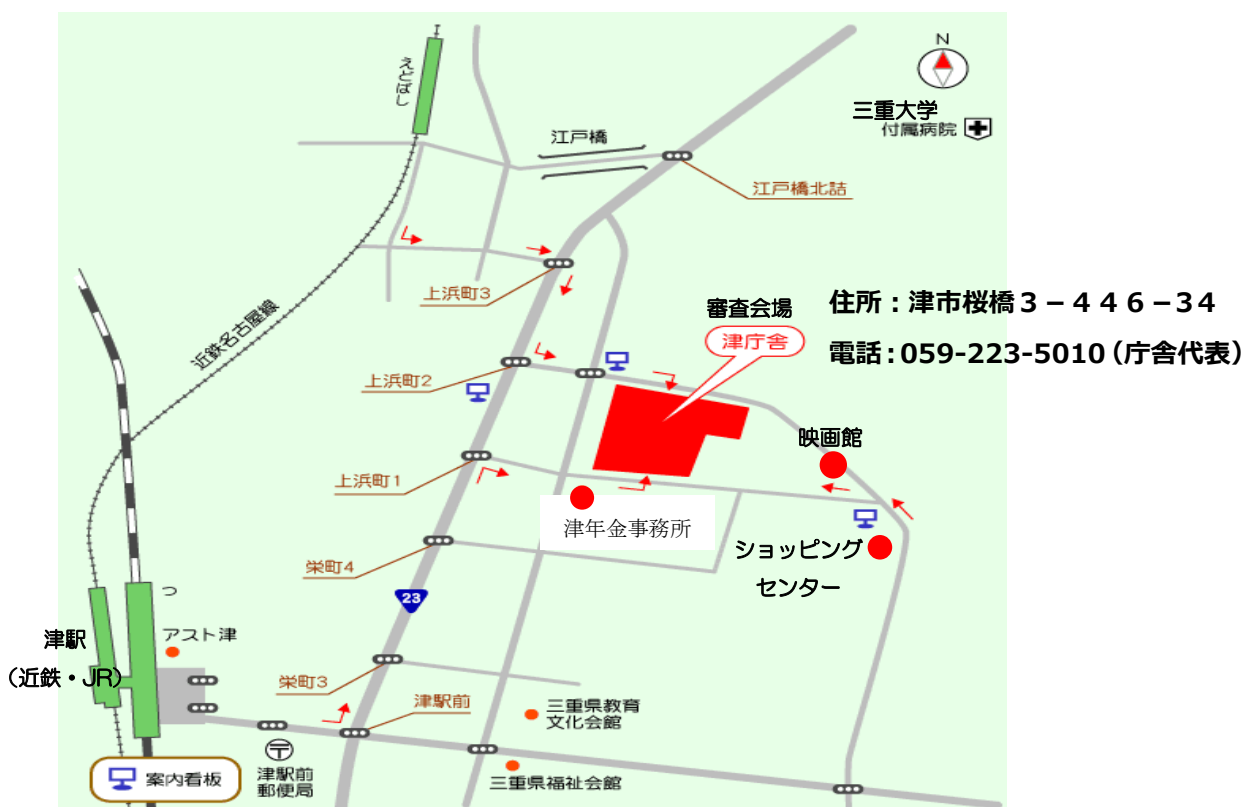 えどばし
N
三重大学
付属病院
江戸橋
江戸橋北詰
上浜町3
近鉄名古屋線
審査会場
津庁舎
住所：津市桜橋３－４４６－34
電話：059-223-5010（庁舎代表）
上浜町2
映画館
上浜町1
津年金事務所
ショッピング
センター
栄町4
23
つ
アスト津
津駅
（近鉄・JR）
栄町3
津駅前
三重県教育
文化会館
三重県福祉会館
津駅前
郵便局
案内看板